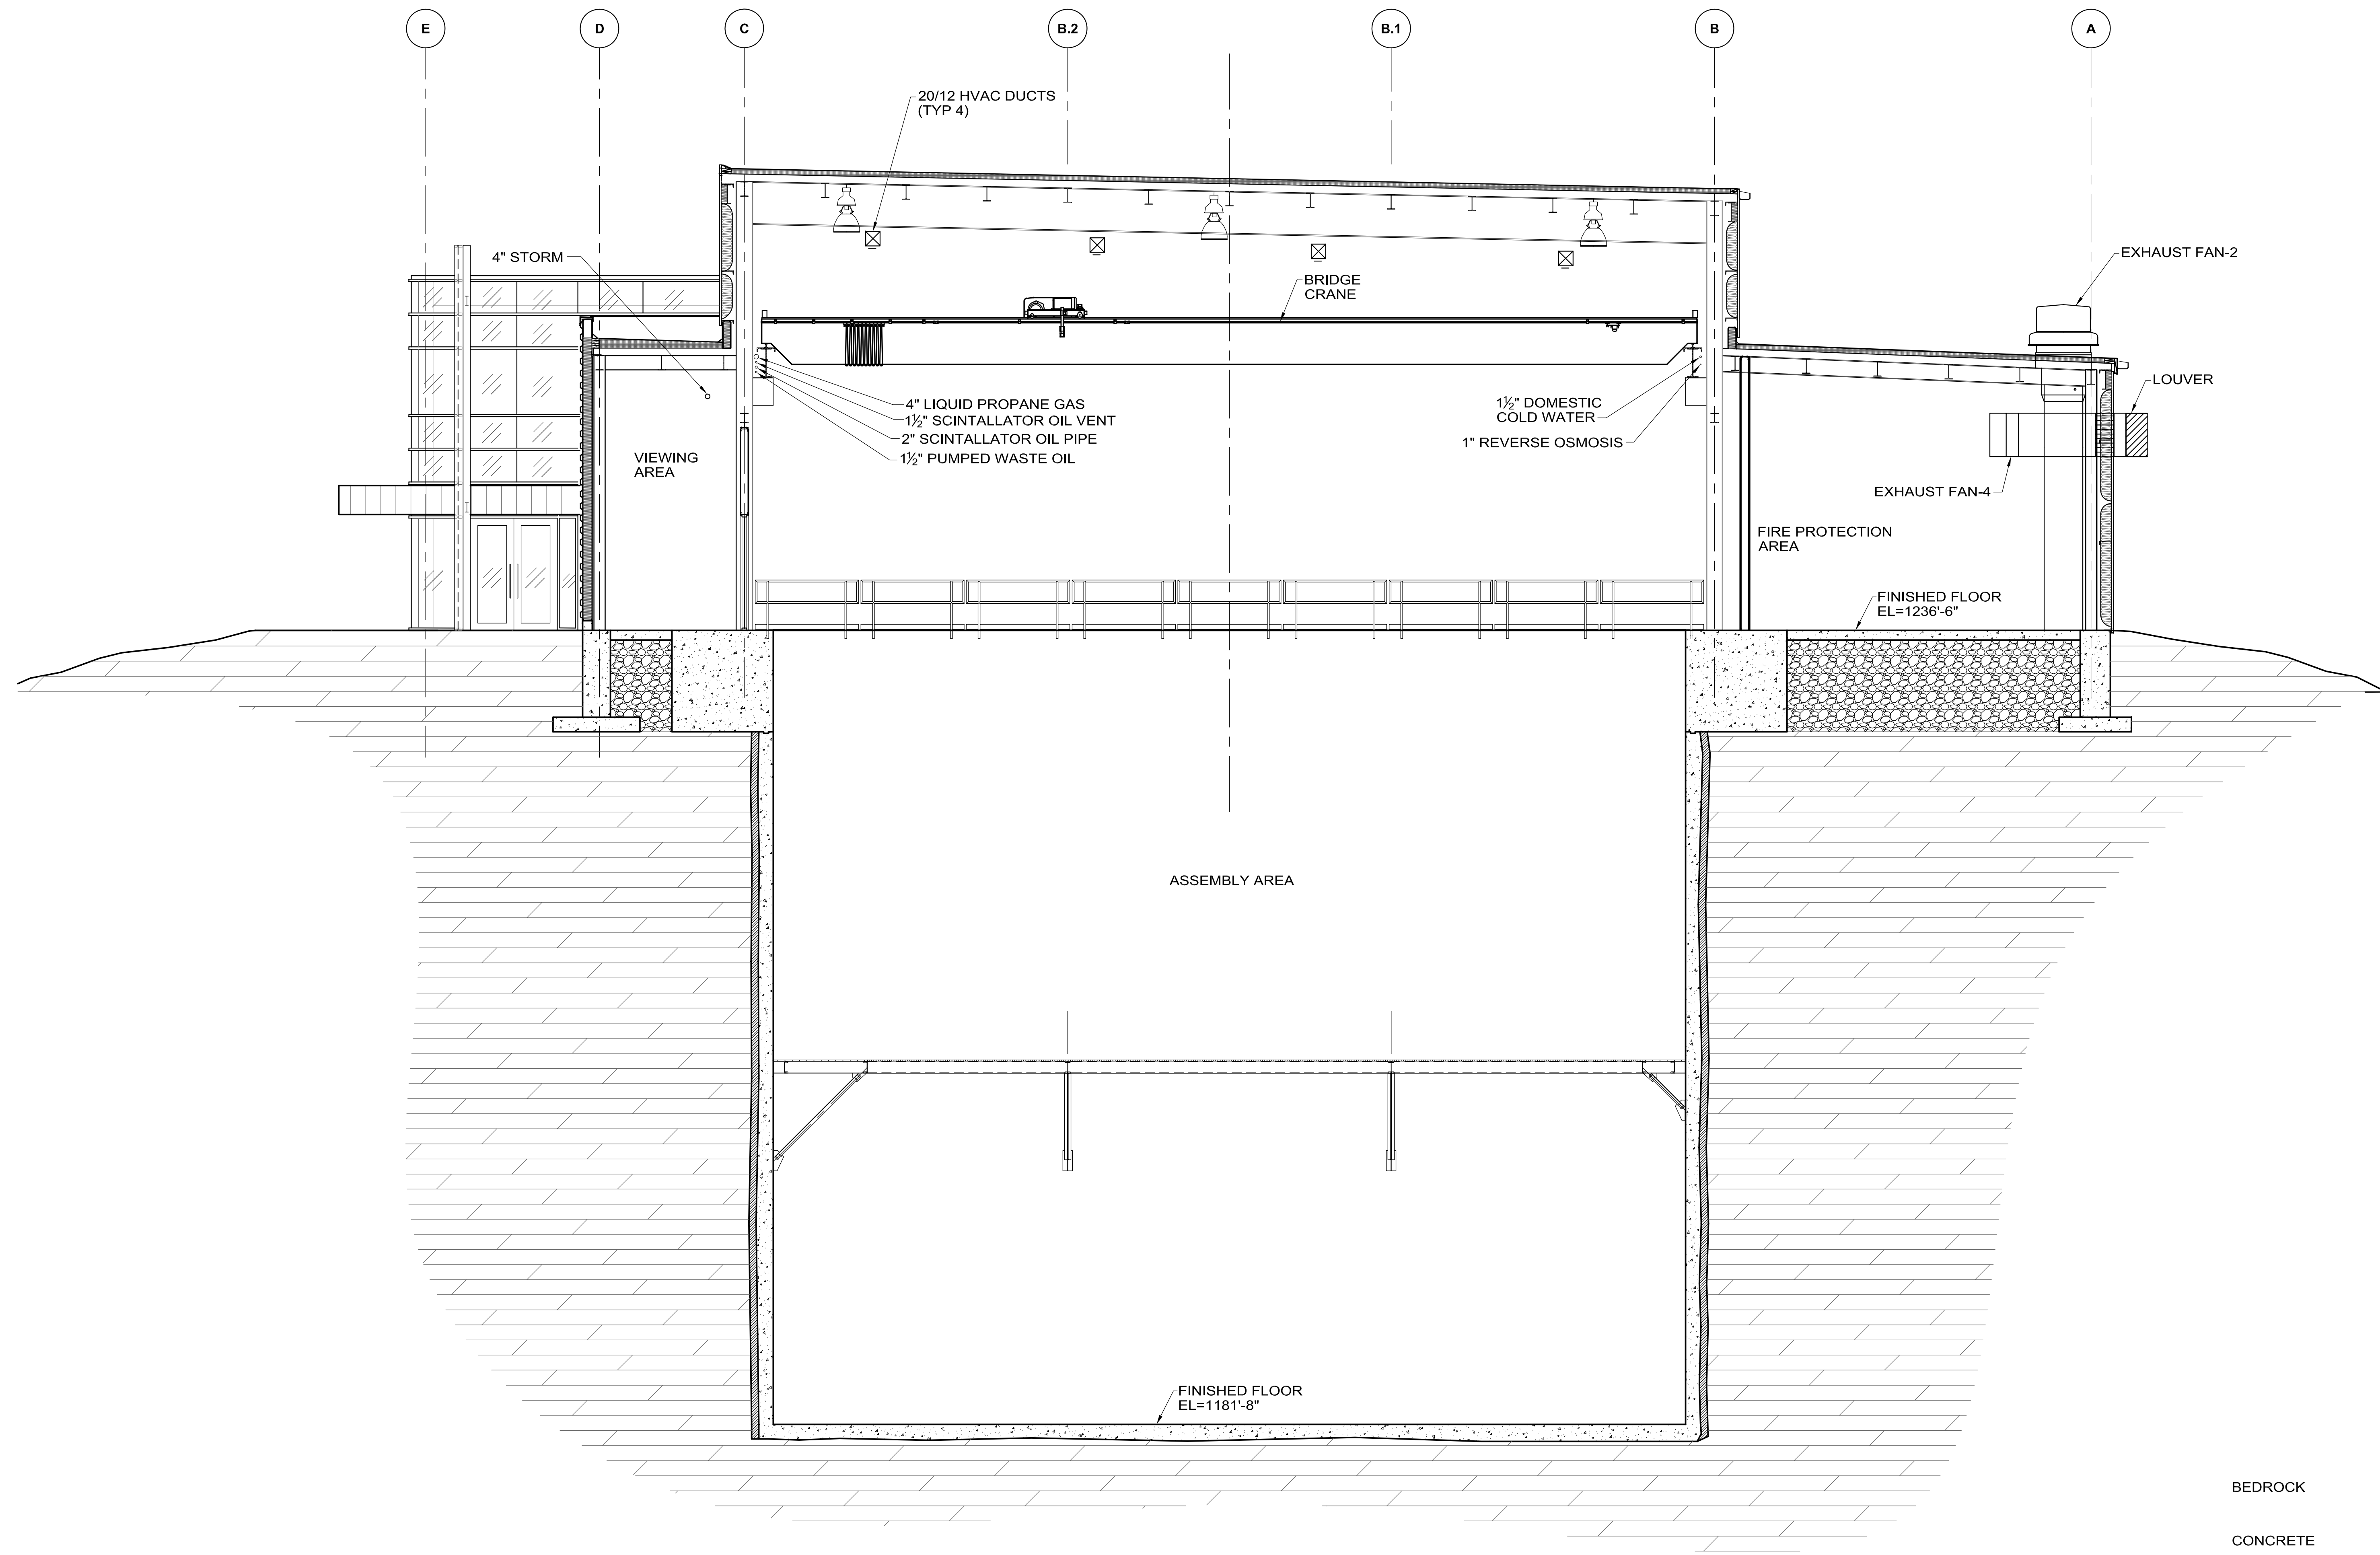 E D C B.2 B.1 B A
20/12 HVAC DUCTS
(TYP 4)
4" STORM
EXHAUST FAN-2
BRIDGE
CRANE
LOUVER
4" LIQUID PROPANE GAS
1½" SCINTALLATOR OIL VENT
2" SCINTALLATOR OIL PIPE
1½" PUMPED WASTE OIL
1½" DOMESTIC
COLD WATER
1" REVERSE OSMOSIS
VIEWING
AREA
EXHAUST FAN-4
FIRE PROTECTION
AREA
FINISHED FLOOR
EL=1236'-6"
ASSEMBLY AREA
FINISHED FLOOR
EL=1181'-8"
BEDROCK
CONCRETE